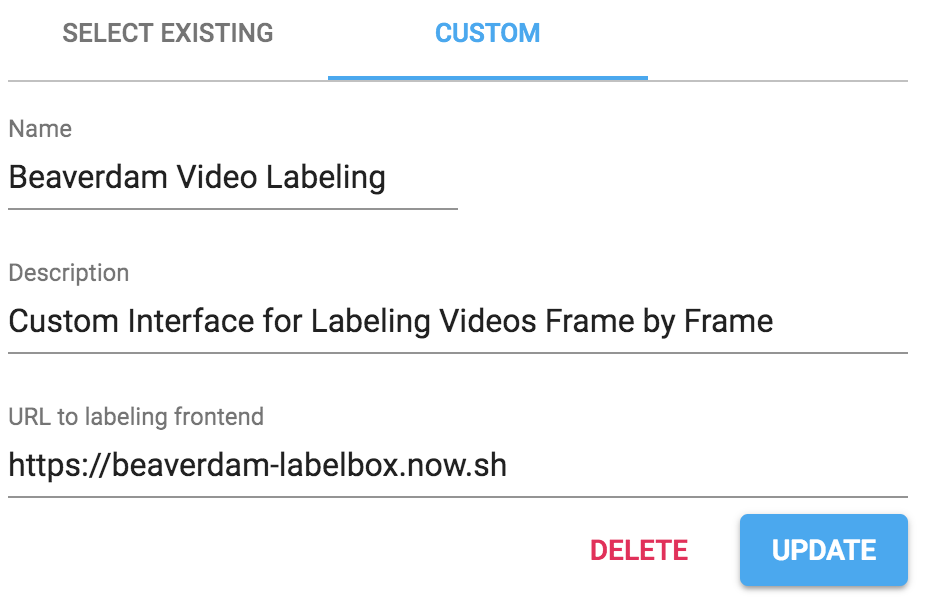 SELECT EXISTING CUSTOM
Name
Beaverdam Video Labeling
Description
Custom Interface for Labeling Videos Frame by Frame
URL to labeling frontend
https://beaverdam-labelbox.now.sh
DELETE UPDATE